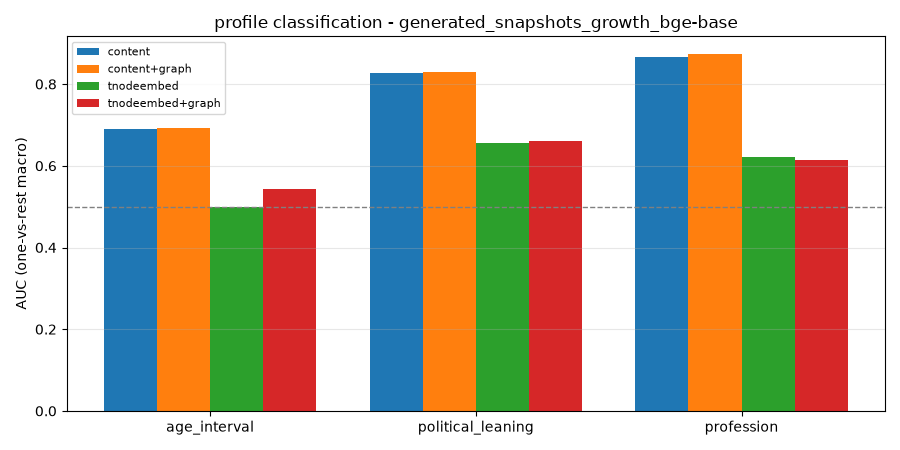 profile classification - generated_snapshots_growth_bge-base
content
content+graph
tnodeembed
tnodeembed+graph
AUC (one-vs-rest macro)
0.8
0.6
0.4
0.2
0.0
age_interval
political_leaning
profession